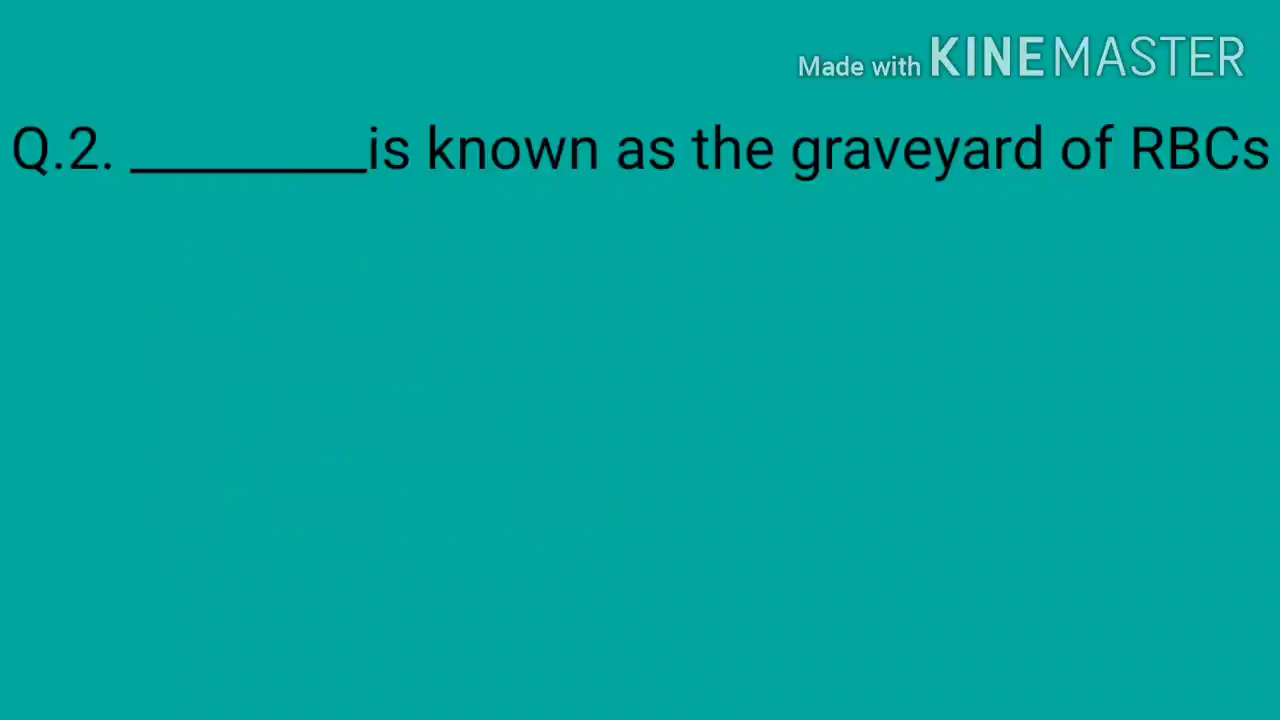 Made with KINEMASTER
Q.2. _________is known as the graveyard of RBCs